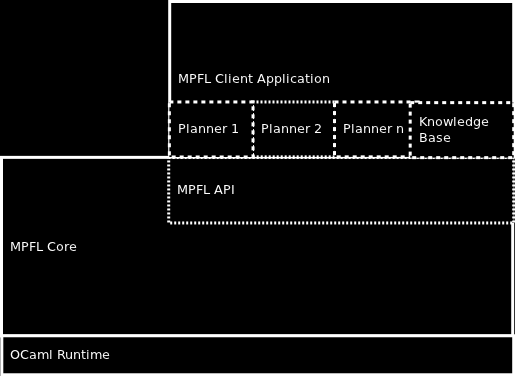 MPFL Client Application
Planner 1
Planner 2
Planner n
Knowledge
Base
MPFL API
MPFL Core
OCaml Runtime